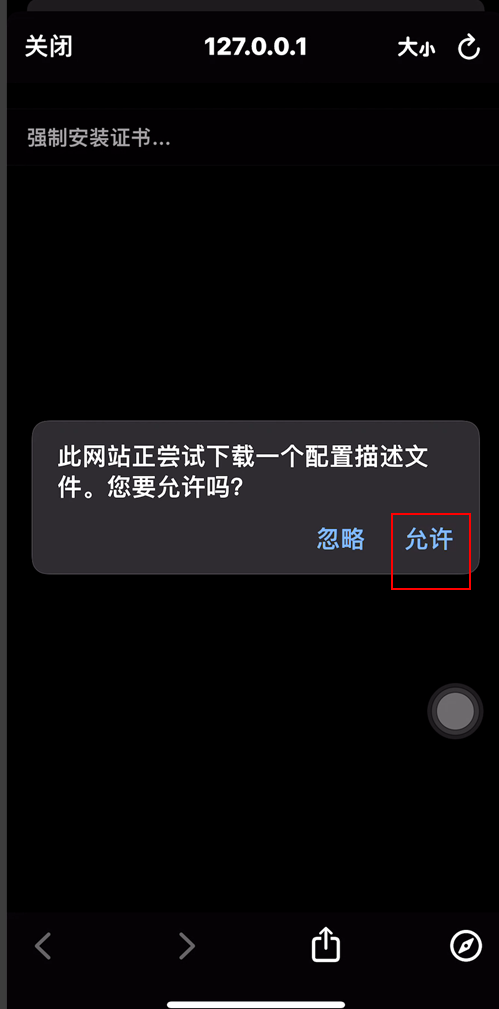 关闭 127.0.0.1 大小
强制安装证书...
此网站正尝试下载一个配置描述文
件。您要允许吗?
忽略 允许